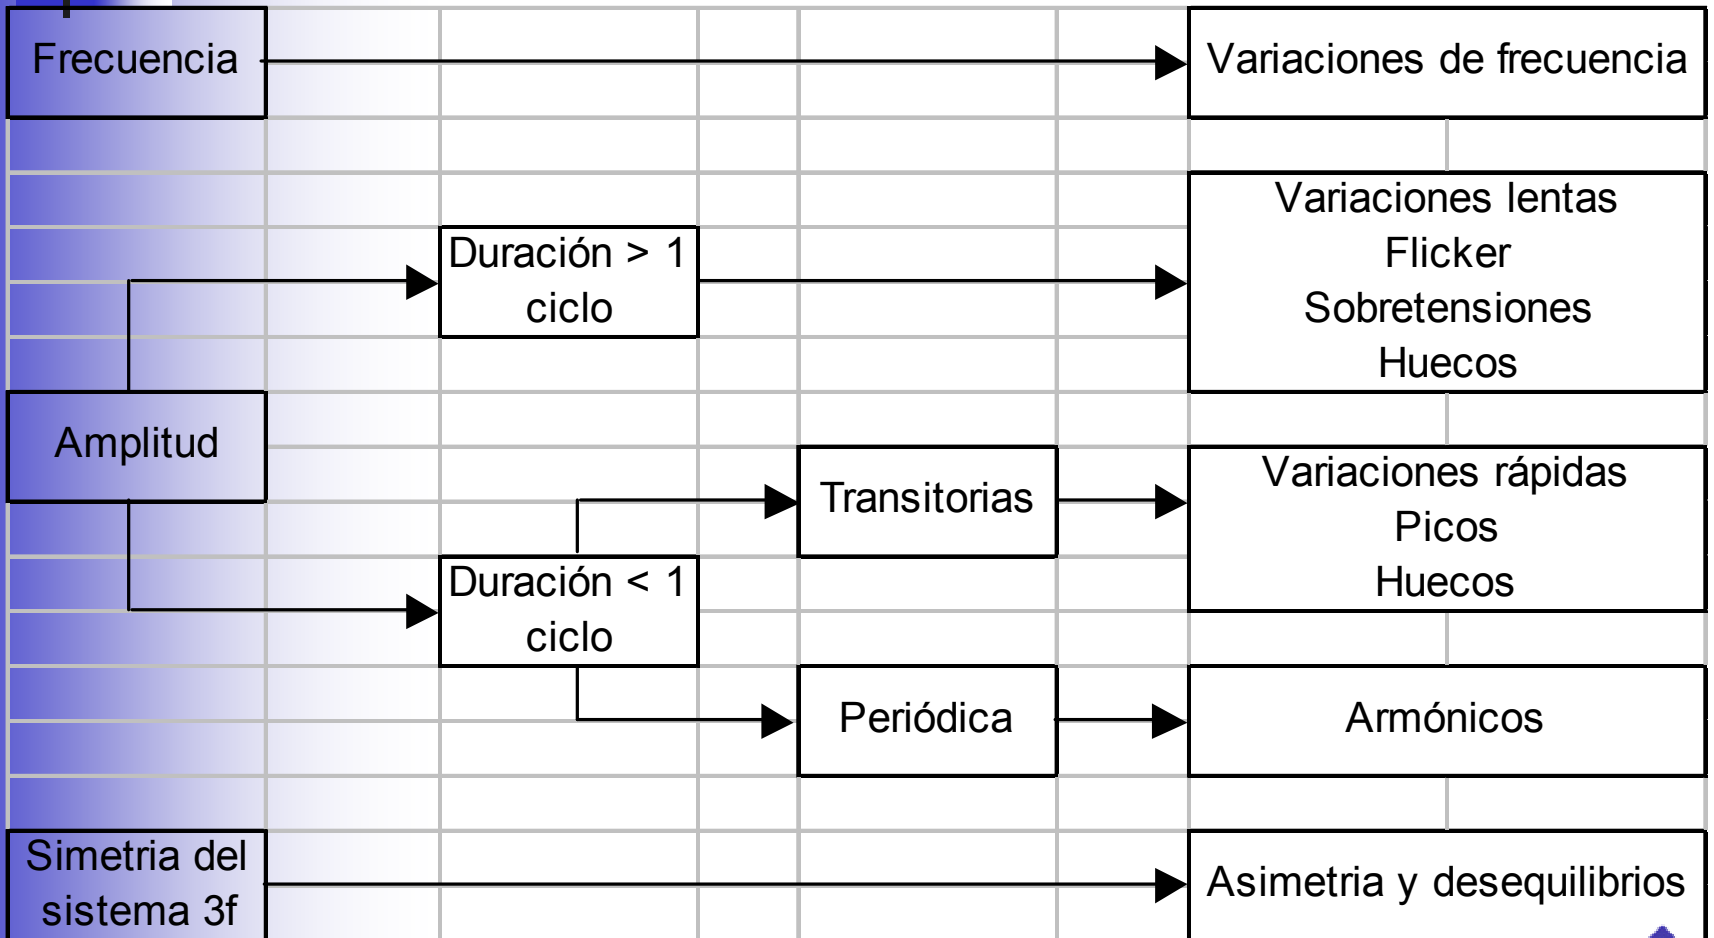 Frecuencia
Variaciones de frecuencia
Duración > 1
ciclo
Variaciones lentas
Flicker
Sobretensiones
Huecos
Amplitud
Transitorias
Variaciones rápidas
Picos
Huecos
Duración < 1
ciclo
Periódica
Armónicos
Simetria del
sistema 3f
Asimetria y desequilibrios